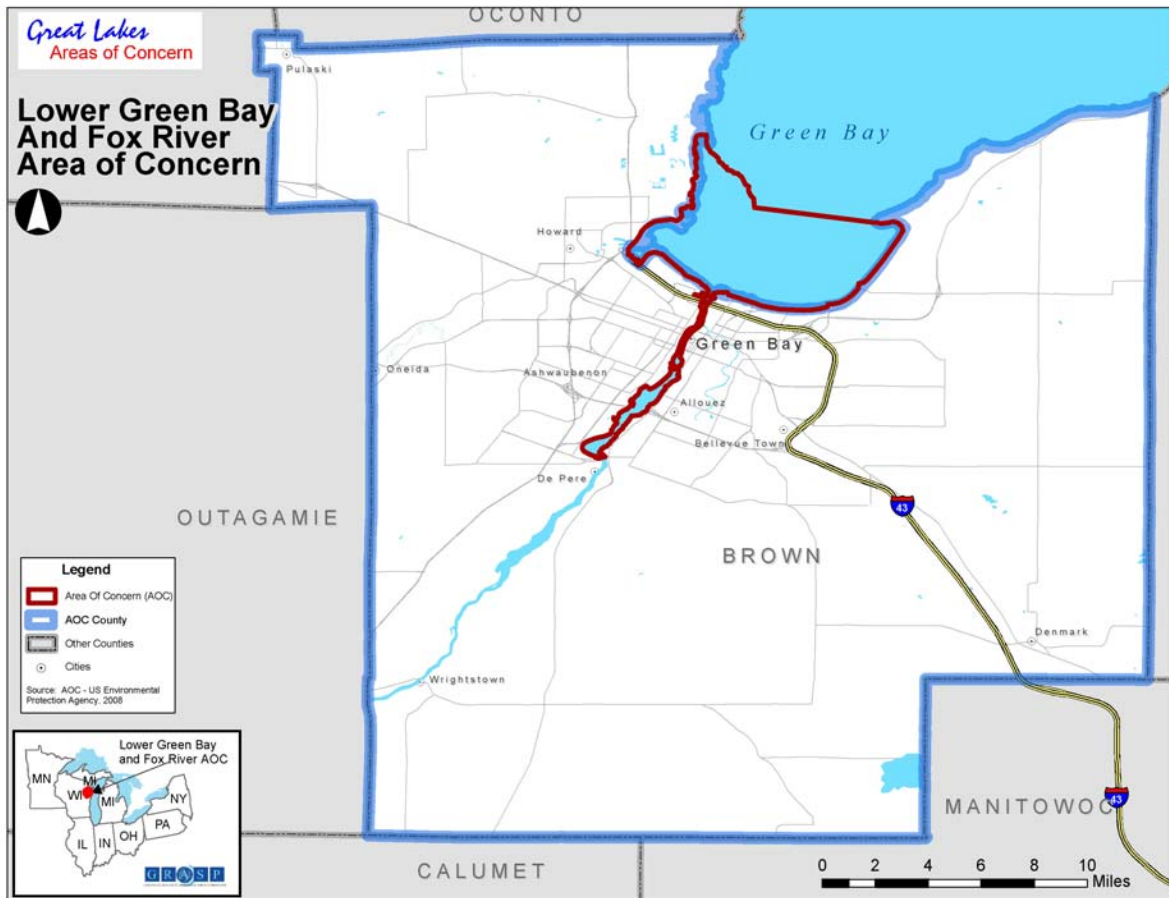 OCONTO
Great Lakes
Areas of Concern
Pulaski
Lower Green Bay
And Fox River
Area of Concern
Green Bay
Howard
Green Bay
Oneida
Ashwaubenon
Allouez
Bellevue Town
De Pere
OUTAGAMIE
43
BROWN
Legend
Area Of Concern (AOC)
AOC County
Other Counties
Cities
Source: AOC - US Environmental
Protection Agency, 2008
Denmark
Wrightstown
Lower Green Bay
and Fox River AOC
MN
MI
WI
MI
NY
PA
IL
IN
OH
GRASP
MANITOWOC
43
CALUMET
0 2 4 6 8 10
Miles